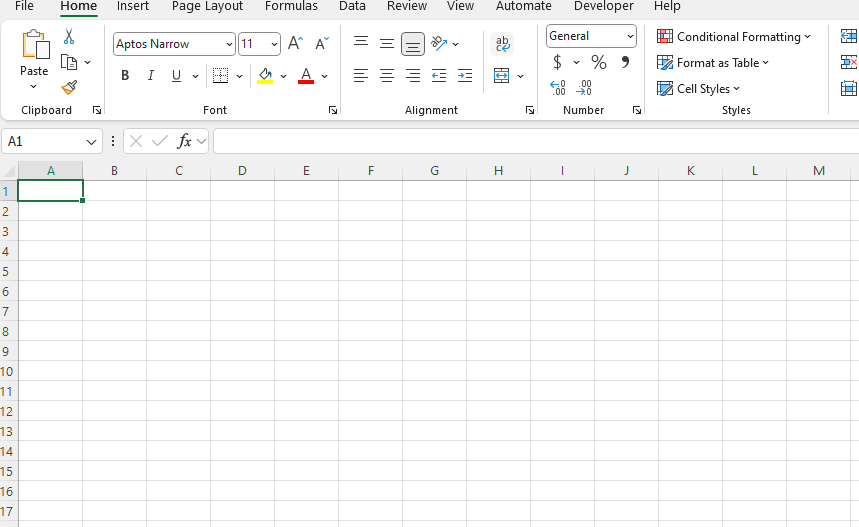 File Home Insert Page Layout Formulas Data Review View Automate Developer Help
Paste
Clipboard
Aptos Narrow 11 A A
B I U A
Font
ab
Alignment
General
$ % 9
.00 .00
Number
Conditional Formatting
Format as Table
Cell Styles
Styles
A1 fx
A B C D E F G H I J K L M
1
2
3
4
5
6
7
8
9
10
11
12
13
14
15
16
17